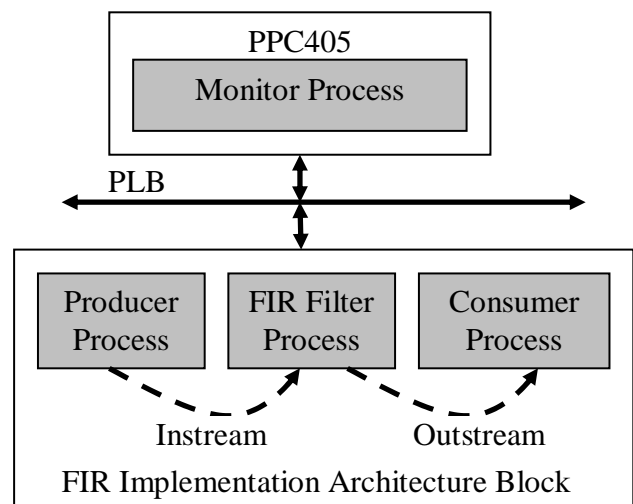 PPC405
Monitor Process
PLB
Producer
Process
FIR Filter
Process
Consumer
Process
Instream
Outstream
FIR Implementation Architecture Block